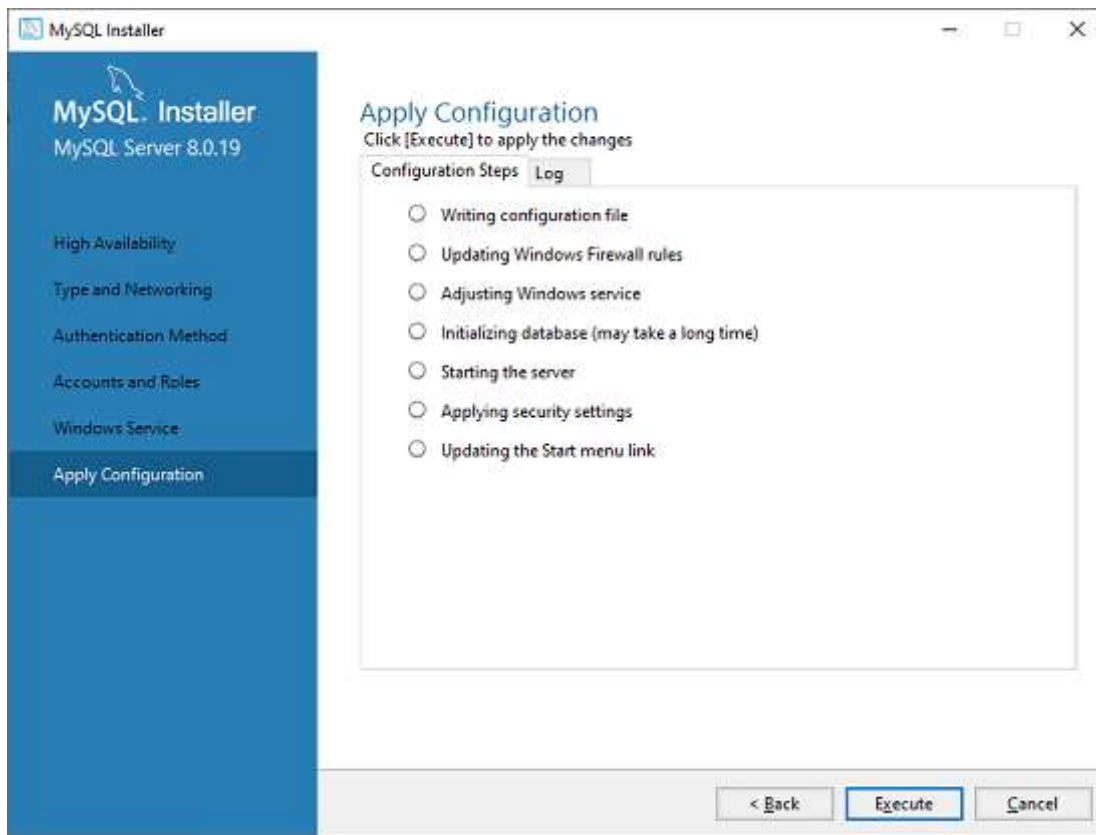 MySQL Installer
MySQL. Installer
MySQL Server 8.0.19
High Availability
Type and Networking
Authentication Method
Accounts and Roles
Windows Service
Apply Configuration
Apply Configuration
Click [Execute] to apply the changes
Configuration Steps Log
Writing configuration file
Updating Windows Firewall rules
Adjusting Windows service
Initializing database (may take a long time)
Starting the server
Applying security settings
Updating the Start menu link
< Back Execute Cancel